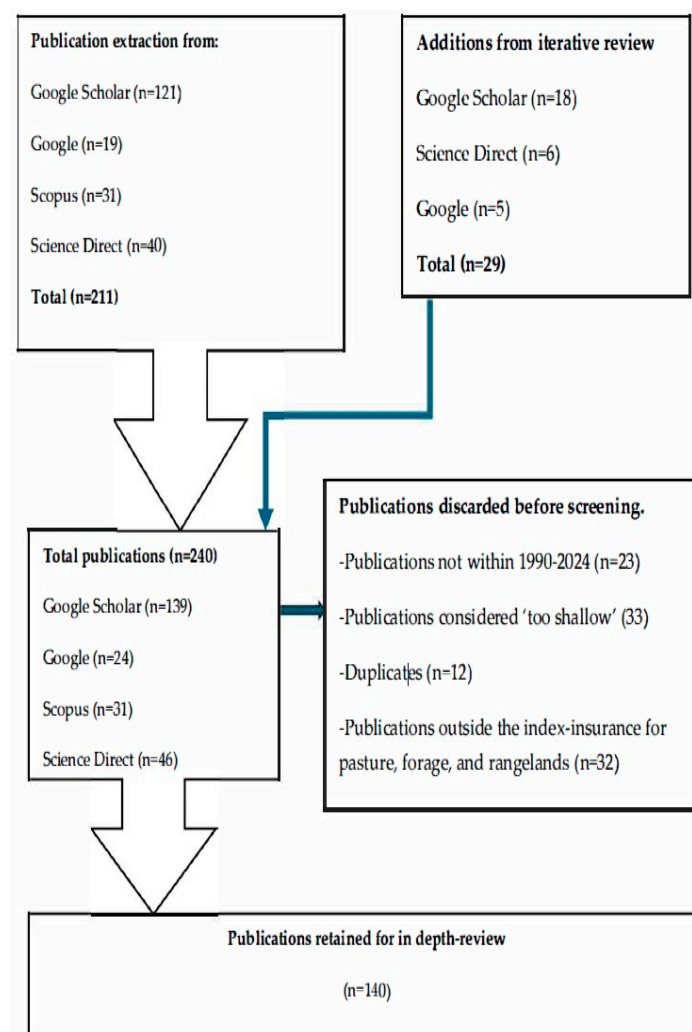 Publication extraction from:
Google Scholar (n=121)
Google (n=19)
Scopus (n=31)
Science Direct (n=40)
Total (n=211)
Additions from iterative review
Google Scholar (n=18)
Science Direct (n=6)
Google (n=5)
Total (n=29)
Total publications (n=240)
Google Scholar (n=139)
Google (n=24)
Scopus (n=31)
Science Direct (n=46)
Publications discarded before screening.
-Publications not within 1990-2024 (n=23)
-Publications considered ‘too shallow’ (33)
-Duplicates (n=12)
-Publications outside the index-insurance for
pasture, forage, and rangelands (n=32)
Publications retained for in depth-review
(n=140)